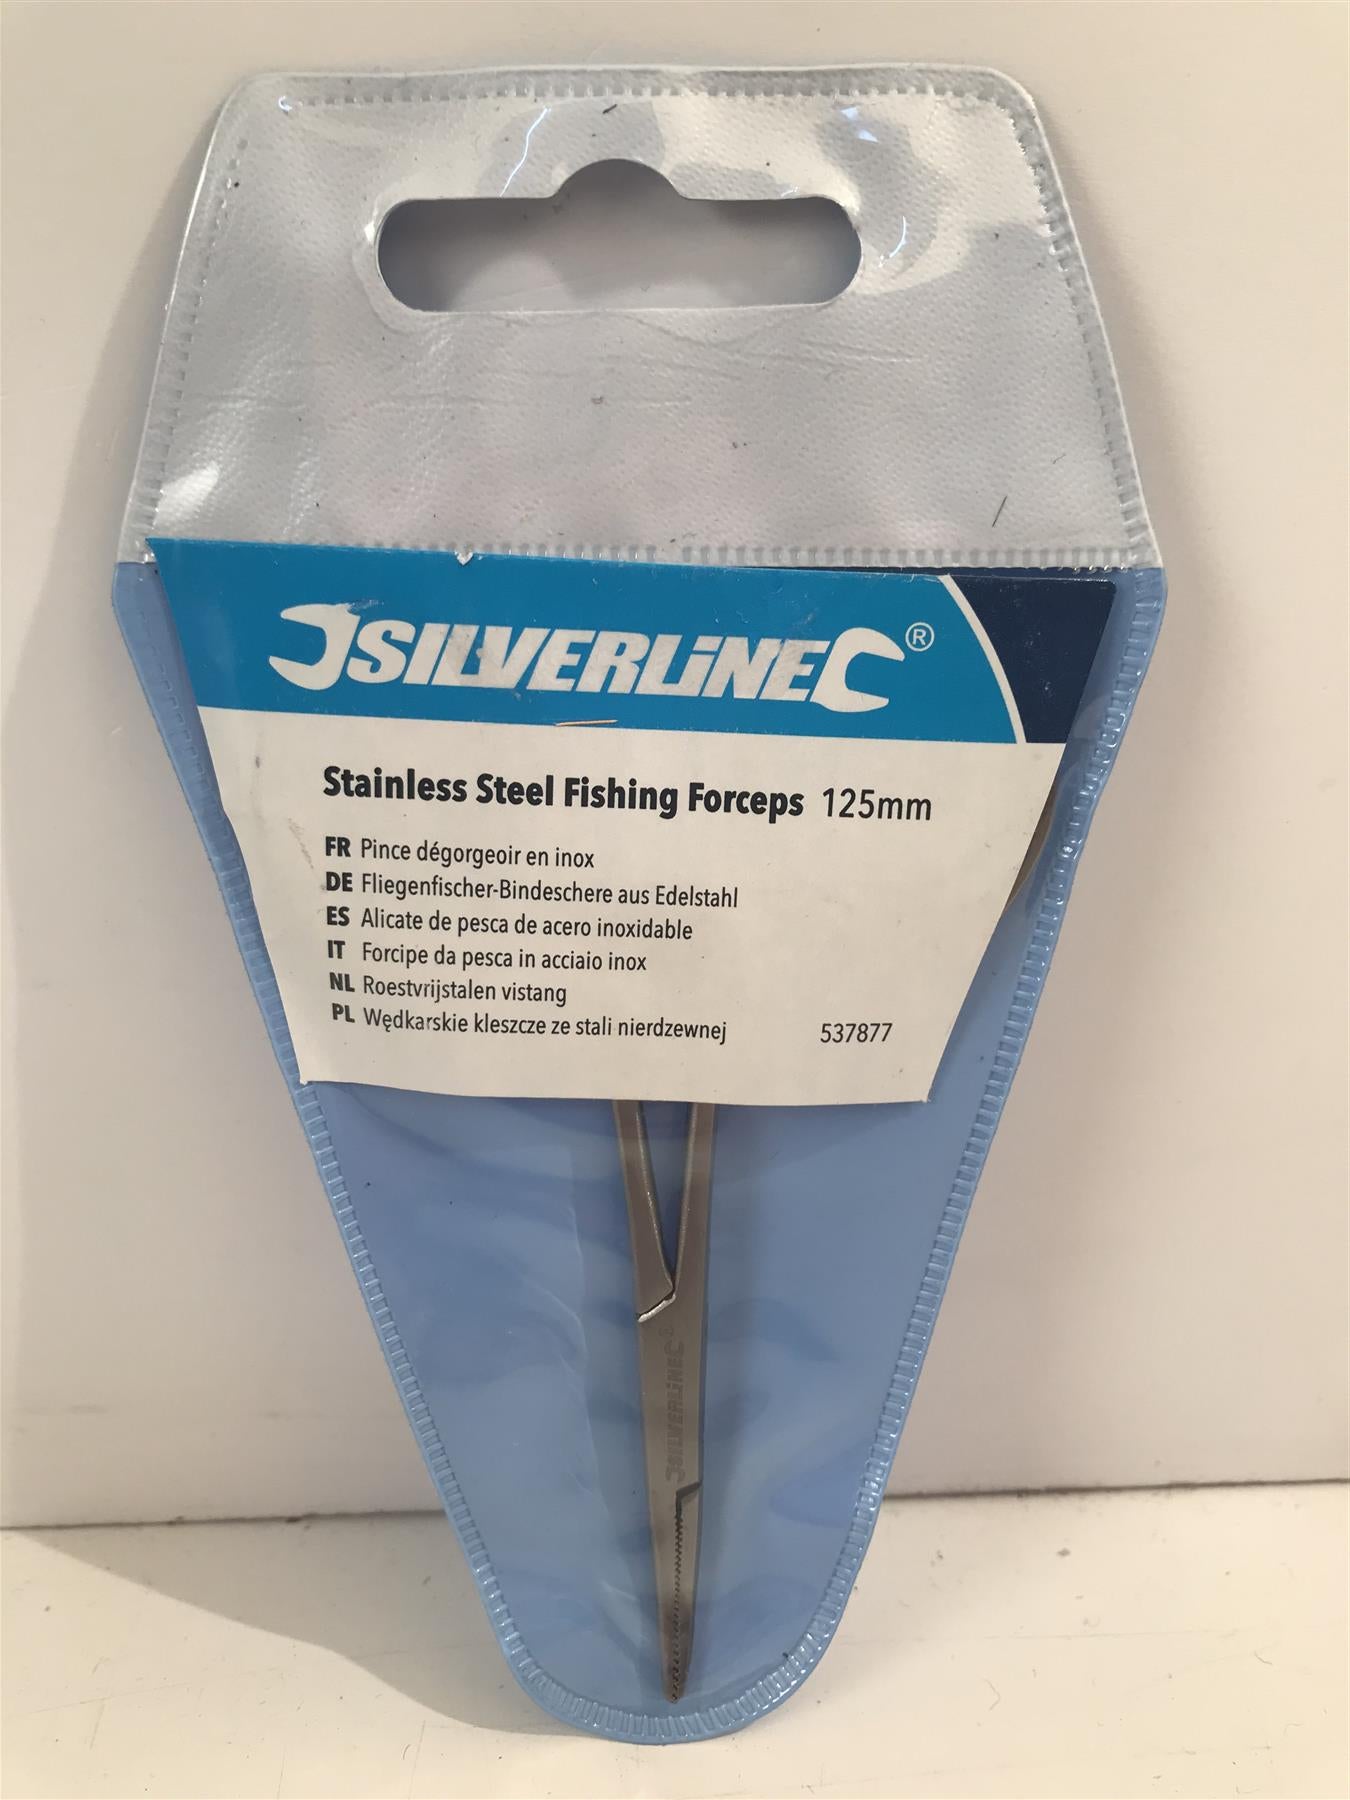 SILVERLINE®
Stainless Steel Fishing Forceps 125mm
FR Pince dégorgeoir en inox
DE Fliegenfischer-Bindeschere aus Edelstahl
ES Alicate de pesca de acero inoxidable
IT Forcipe da pesca in acciaio inox
NL Roestvrijstalen vistang
PL Wędkarskie kleszcze ze stali nierdzewnej 537877
SILVERLINE®